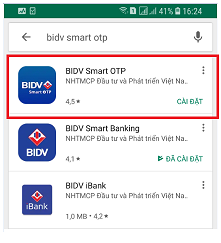 41% 16:24
bidv smart otp
BIDV
Smart OTP
BIDV Smart OTP
NHTMCP Đầu tư và Phát triển Việt Na..
4,5★ CÀI ĐẶT
BIDV
BIDV Smart Banking
NHTMCP Đầu tư và Phát triển Việt Na..
4,1★ ĐÃ CÀI ĐẶT
iBank
BIDV iBank
NHTMCP Đầu tư và Phát triển Việt Na..
1,0 MB • 4,2★